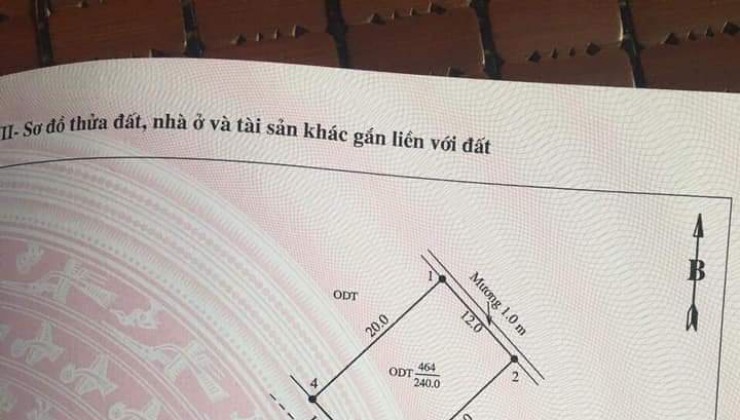 II- Sơ đồ thửa đất, nhà ở và tài sản khác gắn liền với đất
B
1
Mương 1.0 m
ODT
20.0
12.0
ODT 464
240.0
2
4